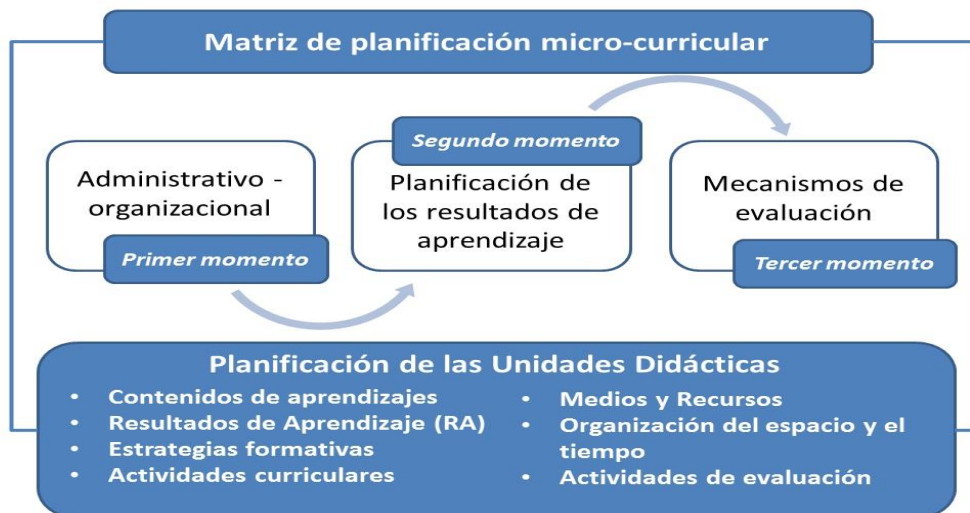 Matriz de planificación micro-curricular
Administrativo -
organizacional
Primer momento
Segundo momento
Planificación de
los resultados de
aprendizaje
Mecanismos de
evaluación
Tercer momento
Planificación de las Unidades Didácticas
• Contenidos de aprendizajes
• Resultados de Aprendizaje (RA)
• Estrategias formativas
• Actividades curriculares
• Medios y Recursos
• Organización del espacio y el
tiempo
• Actividades de evaluación